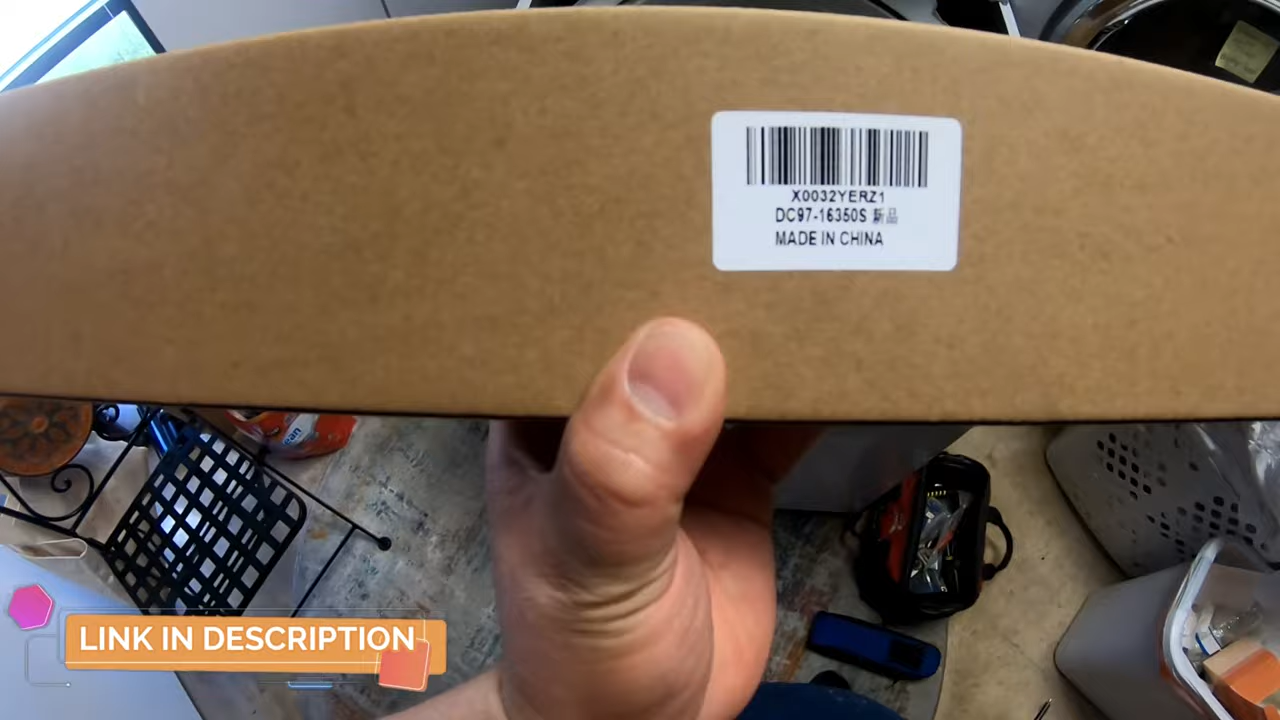 X0032YERZ1
DC97-16350S 新品
MADE IN CHINA
LINK IN DESCRIPTION